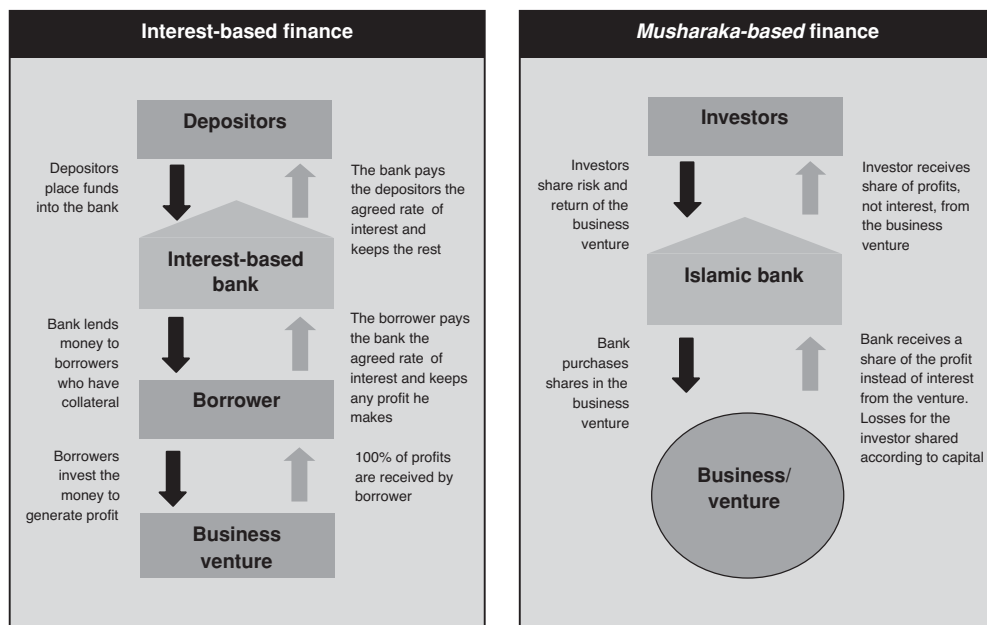 Interest-based finance
Depositors
Depositors
place funds
into the bank
The bank pays
the depositors the
agreed rate of
interest and
keeps the rest
Interest-based
bank
Bank lends
money to
borrowers
who have
collateral
The borrower pays
the bank the
agreed rate of
interest and keeps
any profit he
makes
Borrower
Borrowers
invest the
money to
generate profit
100% of profits
are received by
borrower
Business
venture
Musharaka-based finance
Investors
Investors
share risk and
return of the
business
venture
Investor receives
share of profits,
not interest, from
the business
venture
Islamic bank
Bank
purchases
shares in the
business
venture
Bank receives a
share of the profit
instead of interest
from the venture.
Losses for the
investor shared
according to capital
Business/
venture